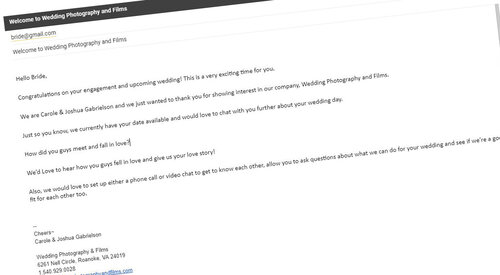 Welcome to Wedding Photography and Films
bride@gmail.com
Welcome to Wedding Photography and Films
Hello Bride,
Congratulations on your engagement and upcoming wedding! This is a very exciting time for you.
We are Carole & Joshua Gabrielson and we just wanted to thank you for showing interest in our company, Wedding Photography and Films.
Just so you know, we currently have your date available and would love to chat with you further about your wedding day.
How did you guys meet and fall in love?
We'd Love to hear how you guys fell in love and give us your love story!
Also, we would love to set up either a phone call or video chat to get to know each other, allow you to ask questions about what we can do for your wedding and see if we're a goo
fit for each other too.
--
Cheers~
Carole & Joshua Gabrielson
Wedding Photography & Films
6261 Nell Circle, Roanoke, VA 24019
1.540.929.0028